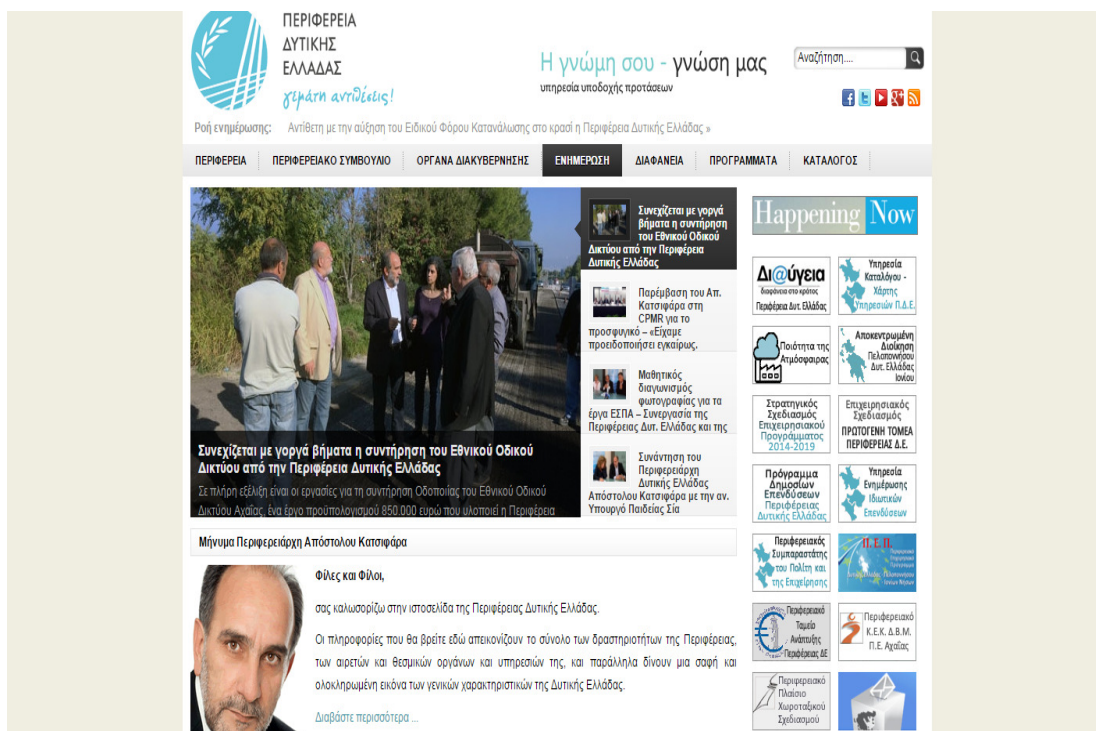 ΠΕΡΙΦΕΡΕΙΑ
ΔΥΤΙΚΗΣ
ΕΛΛΑΔΑΣ
γεμάτη αντιθέσεις!
Η γνώμη σου - γνώση μας
υπηρεσία υποδοχής προτάσεων
Αναζήτηση....
Ροή ενημέρωσης: Αντίθετη με την αύξηση του Ειδικού Φόρου Κατανάλωσης στο κρασί η Περιφέρεια Δυτικής Ελλάδας »
ΠΕΡΙΦΕΡΕΙΑ ΠΕΡΙΦΕΡΕΙΑΚΟ ΣΥΜΒΟΥΛΙΟ ΟΡΓΑΝΑ ΔΙΑΚΥΒΕΡΝΗΣΗΣ ΕΝΗΜΕΡΩΣΗ ΔΙΑΦΑΝΕΙΑ ΠΡΟΓΡΑΜΜΑΤΑ ΚΑΤΑΛΟΓΟΣ
Συνεχίζεται με γοργά βήματα η συντήρηση του Εθνικού Οδικού
Δικτύου από την Περιφέρεια Δυτικής Ελλάδας
Σε πλήρη εξέλιξη είναι οι εργασίες για τη συντήρηση Οδοποιίας του Εθνικού Οδικού
Δικτύου Αχαΐας, ένα έργο προϋπολογισμού 850.000 ευρώ που υλοποιεί η Περιφέρεια
Συνεχίζεται με γοργά
βήματα η συντήρηση
του Εθνικού Οδικού
Δικτύου από την Περιφέρεια
Δυτικής Ελλάδας
Παρέμβαση του Απ.
Κατσιφάρα στη
CPMR για το
προσφυγικό – «Είχαμε
προειδοποιήσει εγκαίρως.
Μαθητικός
διαγωνισμός
φωτογραφίας για τα
έργα ΕΣΠΑ – Συνεργασία της
Περιφέρειας Δυτ. Ελλάδας και της
Συνάντηση του
Περιφερειάρχη
Δυτικής Ελλάδας
Απόστολου Κατσιφάρα με την αν.
Υπουργό Παιδείας Σία
Μήνυμα Περιφερειάρχη Απόστολου Κατσιφάρα
Φίλες και Φίλοι,
σας καλωσορίζω στην ιστοσελίδα της Περιφέρειας Δυτικής Ελλάδας.
Οι πληροφορίες που θα βρείτε εδώ απεικονίζουν το σύνολο των δραστηριοτήτων της Περιφέρειας,
των αιρετών και θεσμικών οργάνων και υπηρεσιών της, και παράλληλα δίνουν μια σαφή και
ολοκληρωμένη εικόνα των γενικών χαρακτηριστικών της Δυτικής Ελλάδας.
Διαβάστε περισσότερα ...
Happening Now
Δι@ύγεια
διαφάνεια στο κράτος
Περιφέρεια Δυτ. Ελλάδας
Υπηρεσία
Καταλόγου -
Χάρτης
Υπηρεσιών Π.Δ.Ε.
Ποιότητα της
Ατμόσφαιρας
Αποκεντρωμένη
Διοίκηση
Πελοποννήσου
Δυτ. Ελλάδας
Ιονίου
Στρατηγικός
Σχεδιασμός
Επιχειρησιακού
Προγράμματος
2014-2019
Επιχειρησιακός
Σχεδιασμός
ΠΡΩΤΟΓΕΝΗ ΤΟΜΕΑ
ΠΕΡΙΦΕΡΕΙΑΣ Δ.Ε.
Πρόγραμμα
Δημοσίων
Επενδύσεων
Περιφέρειας
Δυτικής Ελλάδας
Υπηρεσία
Ενημέρωσης
Ιδιωτικών
Επενδύσεων
Περιφερειακός
Συμπαραστάτης
του Πολίτη και
της Επιχείρησης
Π.Ε.Π.
Περιφερειακό
Ταμείο
Ανάπτυξης
Περιφέρειας ΔΕ
Περιφερειακό
Κ.Ε.Κ. Δ.Β.Μ.
Π.Ε. Αχαΐας
Περιφερειακό
Πλαίσιο
Χωροταξικού
Σχεδιασμού